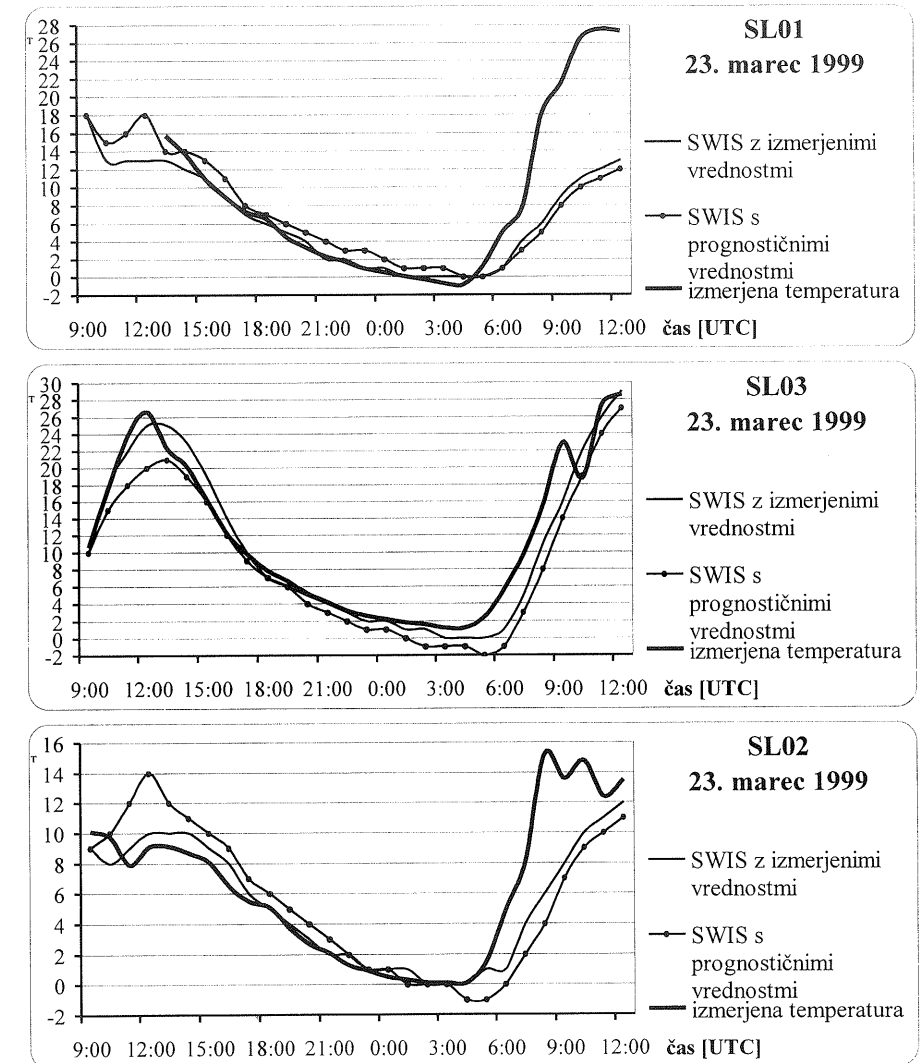 28
26
24
22
20
18
16
14
12
10
8
6
4
2
0
-2
T
9:00 12:00 15:00 18:00 21:00 0:00 3:00 6:00 9:00 12:00 čas [UTC]
SL01
23. marec 1999
SWIS z izmerjenimi
vrednostmi
SWIS s
prognostičnimi
vrednostmi
izmerjena temperatura
30
28
26
24
22
20
18
16
14
12
10
8
6
4
2
0
-2
T
9:00 12:00 15:00 18:00 21:00 0:00 3:00 6:00 9:00 12:00 čas [UTC]
SL03
23. marec 1999
SWIS z izmerjenimi
vrednostmi
SWIS s
prognostičnimi
vrednostmi
izmerjena temperatura
16
14
12
10
8
6
4
2
0
-2
T
9:00 12:00 15:00 18:00 21:00 0:00 3:00 6:00 9:00 12:00 čas [UTC]
SL02
23. marec 1999
SWIS z izmerjenimi
vrednostmi
SWIS s
prognostičnimi
vrednostmi
izmerjena temperatura